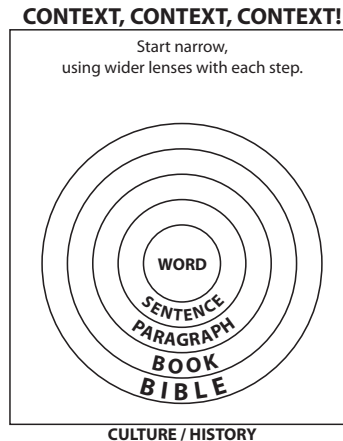 CONTEXT, CONTEXT, CONTEXT!
Start narrow,
using wider lenses with each step.
WORD
SENTENCE
PARAGRAPH
BOOK
BIBLE
CULTURE / HISTORY